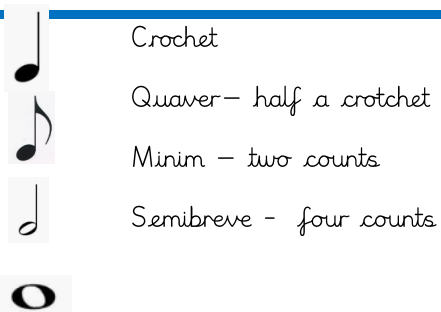 Crochet
Quaver– half a crotchet
Minim – two counts
Semibreve - four counts